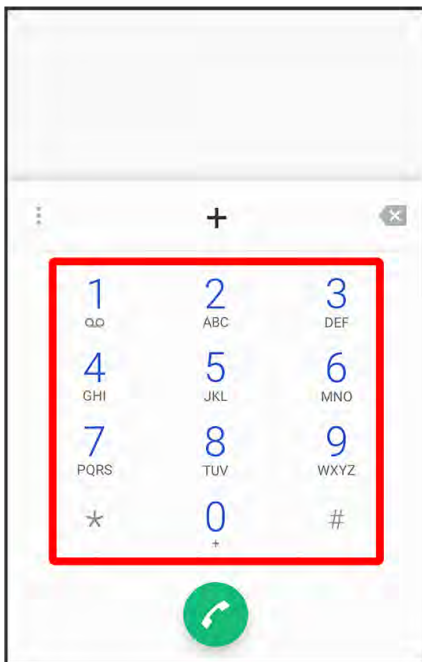 +
1 2 3
ABC DEF
4 5 6
GHI JKL MNO
7 8 9
PQRS TUV WXYZ
* 0 #
+